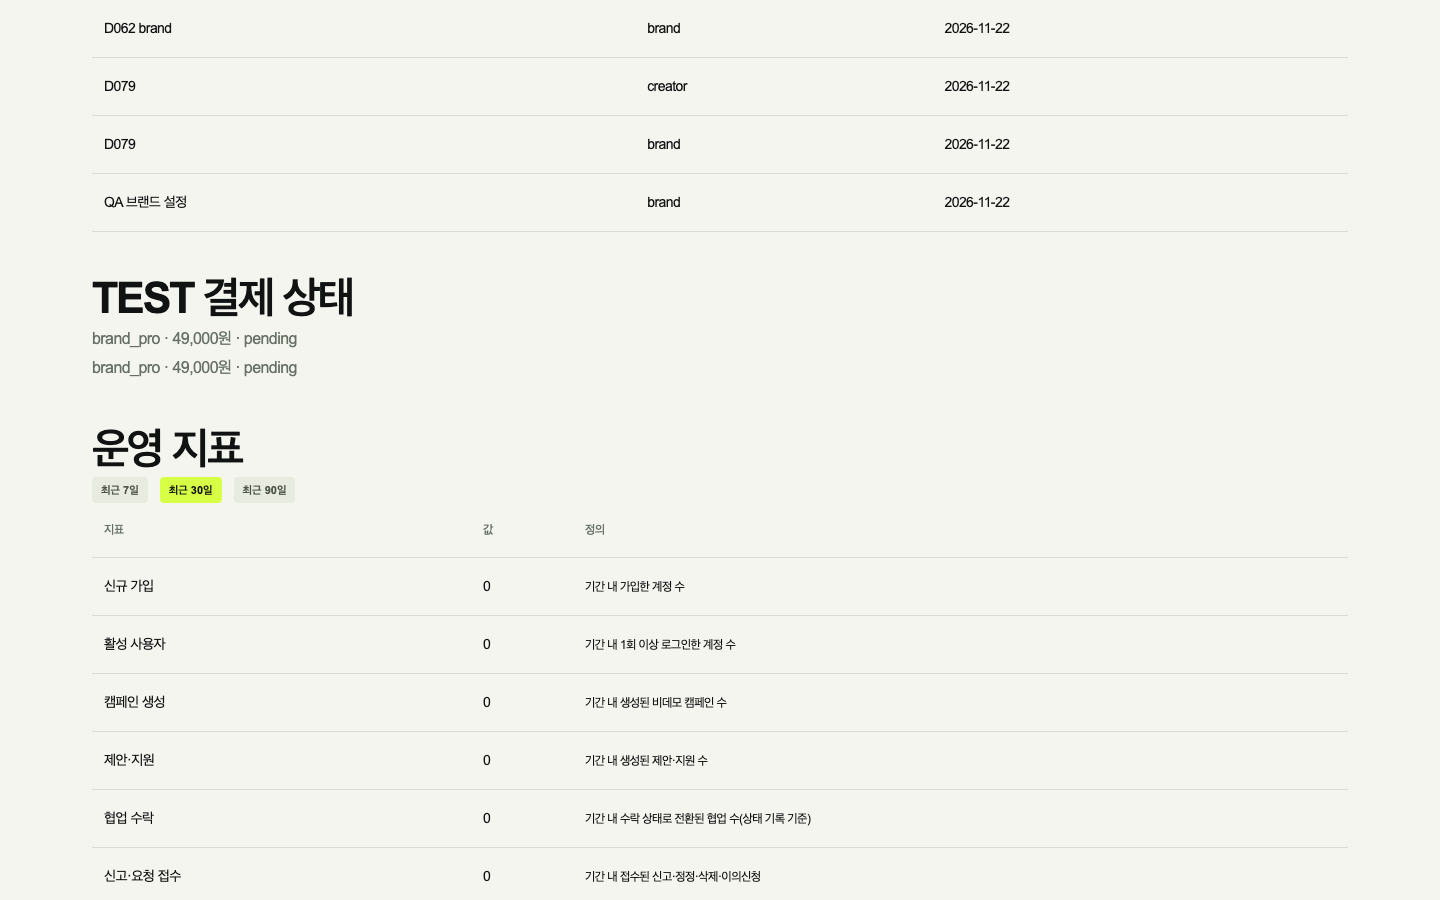 D062 brand brand 2026-11-22
D079 creator 2026-11-22
D079 brand 2026-11-22
QA 브랜드 설정 brand 2026-11-22
TEST 결제 상태
brand_pro · 49,000원 · pending
brand_pro · 49,000원 · pending
운영 지표
최근 7일 최근 30일 최근 90일
지표 값 정의
신규 가입 0 기간 내 가입한 계정 수
활성 사용자 0 기간 내 1회 이상 로그인한 계정 수
캠페인 생성 0 기간 내 생성된 비데모 캠페인 수
제안·지원 0 기간 내 생성된 제안·지원 수
협업 수락 0 기간 내 수락 상태로 전환된 협업 수(상태 기록 기준)
신고·요청 접수 0 기간 내 접수된 신고·정정·삭제·이의신청